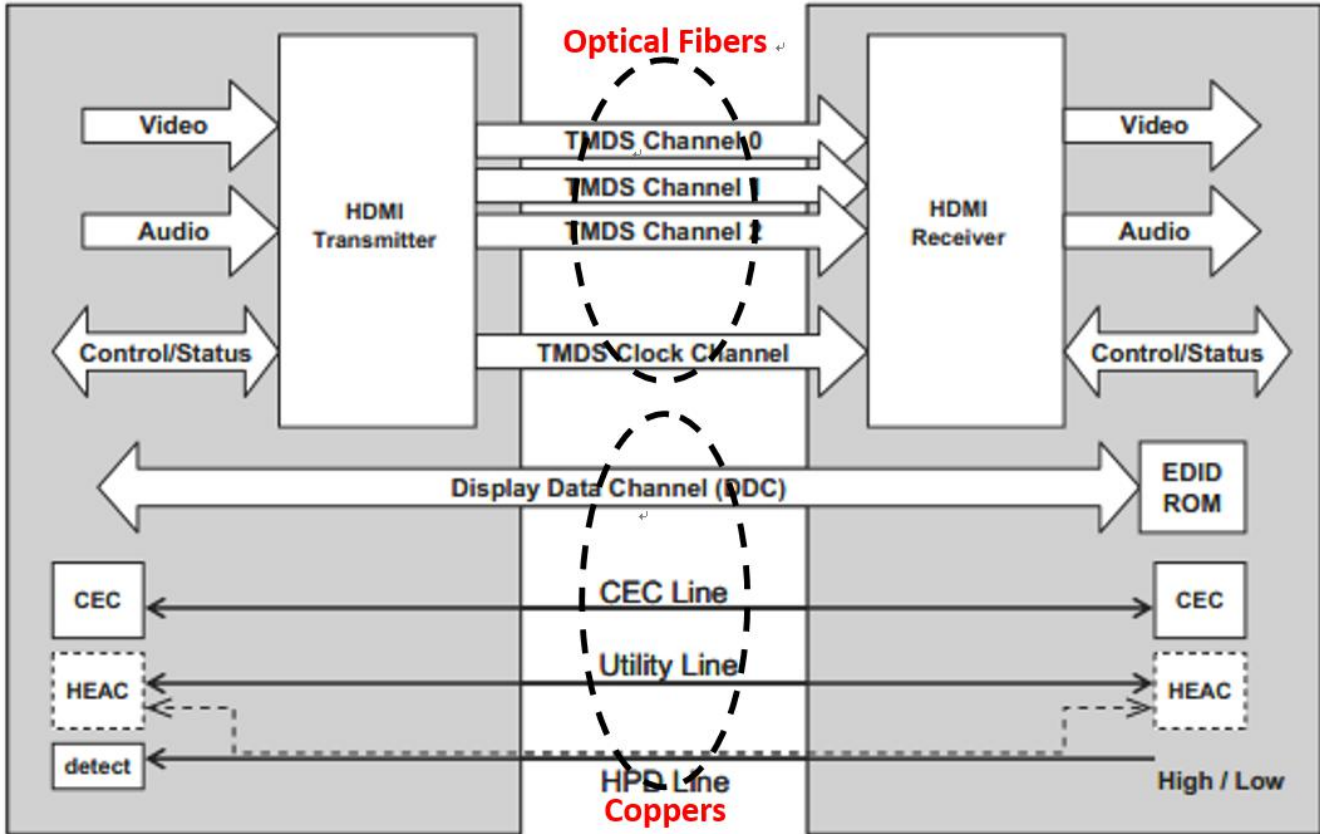 Optical Fibers
Video
Audio
Control/Status
HDMI
Transmitter
TMDS Channel 0
TMDS Channel 1
TMDS Channel 2
TMDS Clock Channel
HDMI
Receiver
Video
Audio
Control/Status
Display Data Channel (DDC)
EDID
ROM
CEC
CEC Line
CEC
HEAC
Utility Line
HEAC
detect
HPD Line
High / Low
Coppers